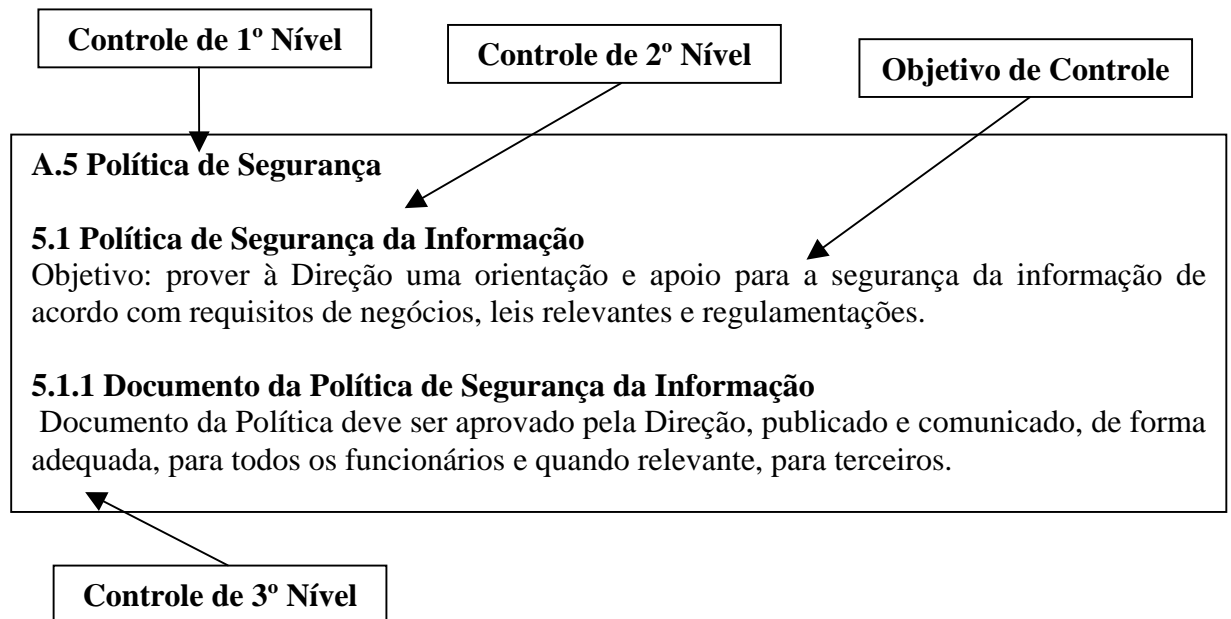 Controle de 1º Nível
Controle de 2º Nível
Objetivo de Controle
A.5 Política de Segurança
5.1 Política de Segurança da Informação
Objetivo: prover à Direção uma orientação e apoio para a segurança da informação de
acordo com requisitos de negócios, leis relevantes e regulamentações.
5.1.1 Documento da Política de Segurança da Informação
Documento da Política deve ser aprovado pela Direção, publicado e comunicado, de forma
adequada, para todos os funcionários e quando relevante, para terceiros.
Controle de 3º Nível